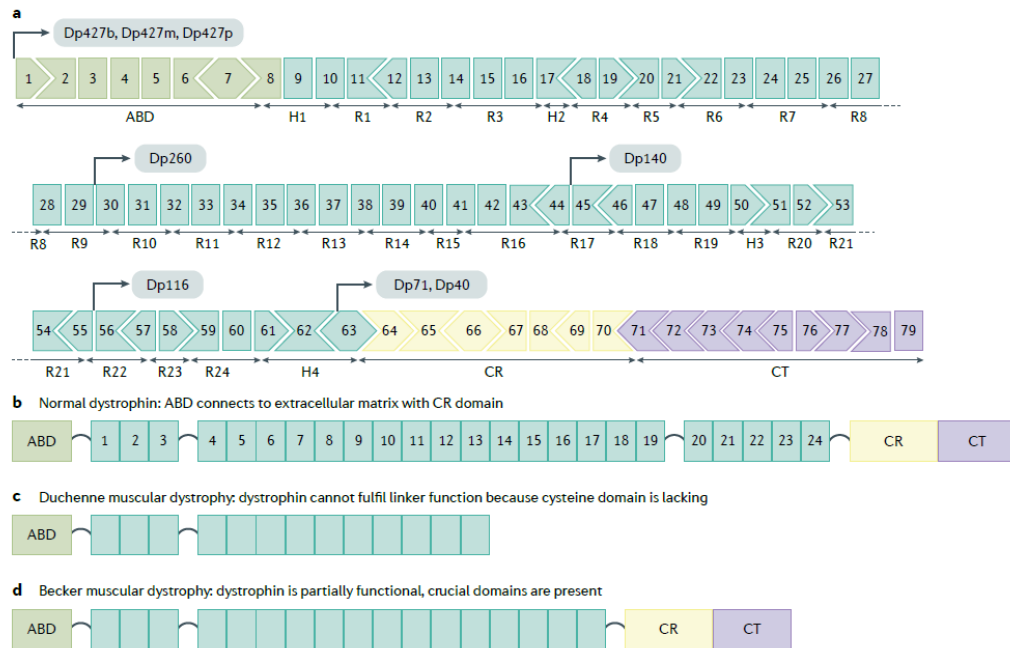 a
Dp427b, Dp427m, Dp427p
1 2 3 4 5 6 7 8 9 10 11 12 13 14 15 16 17 18 19 20 21 22 23 24 25 26 27
ABD H1 R1 R2 R3 H2 R4 R5 R6 R7 R8
Dp260 Dp140
28 29 30 31 32 33 34 35 36 37 38 39 40 41 42 43 44 45 46 47 48 49 50 51 52 53
R8 R9 R10 R11 R12 R13 R14 R15 R16 R17 R18 R19 H3 R20 R21
Dp116 Dp71, Dp40
54 55 56 57 58 59 60 61 62 63 64 65 66 67 68 69 70 71 72 73 74 75 76 77 78 79
R21 R22 R23 R24 H4 CR CT
b Normal dystrophin: ABD connects to extracellular matrix with CR domain
ABD 1 2 3 4 5 6 7 8 9 10 11 12 13 14 15 16 17 18 19 20 21 22 23 24 CR CT
c Duchenne muscular dystrophy: dystrophin cannot fulfil linker function because cysteine domain is lacking
ABD
d Becker muscular dystrophy: dystrophin is partially functional, crucial domains are present
ABD CR CT